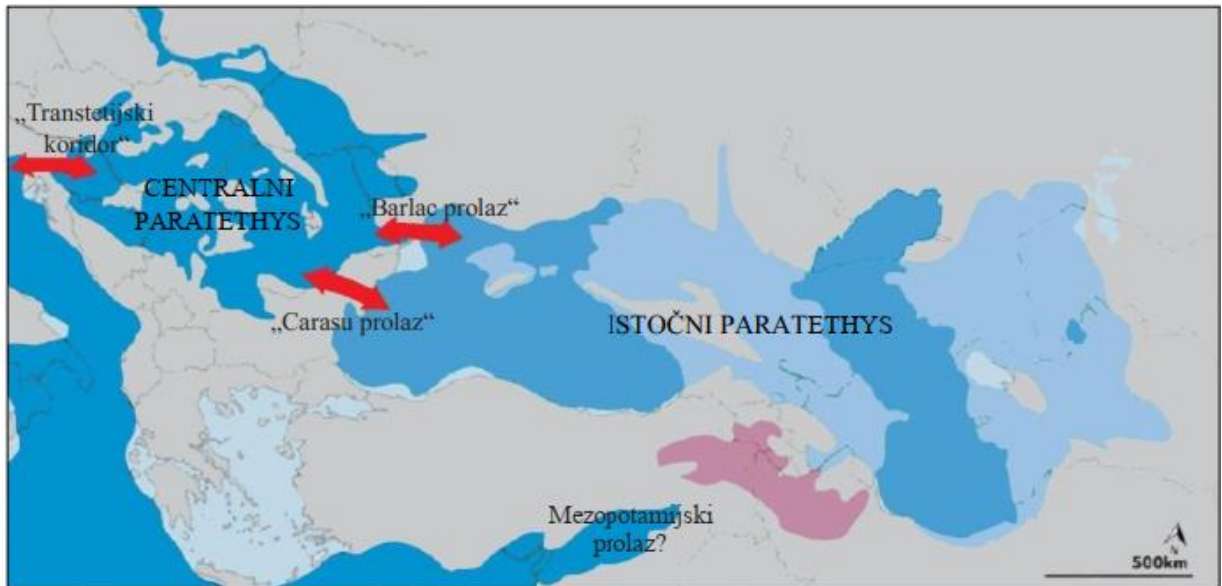 „Transtetijski
koridor“
CENTRALNI
PARATETHYS
„Barlac prolaz“
„Carasu prolaz“
ISTOČNI PARATETHYS
Mezopotamijski
prolaz?
N
500km